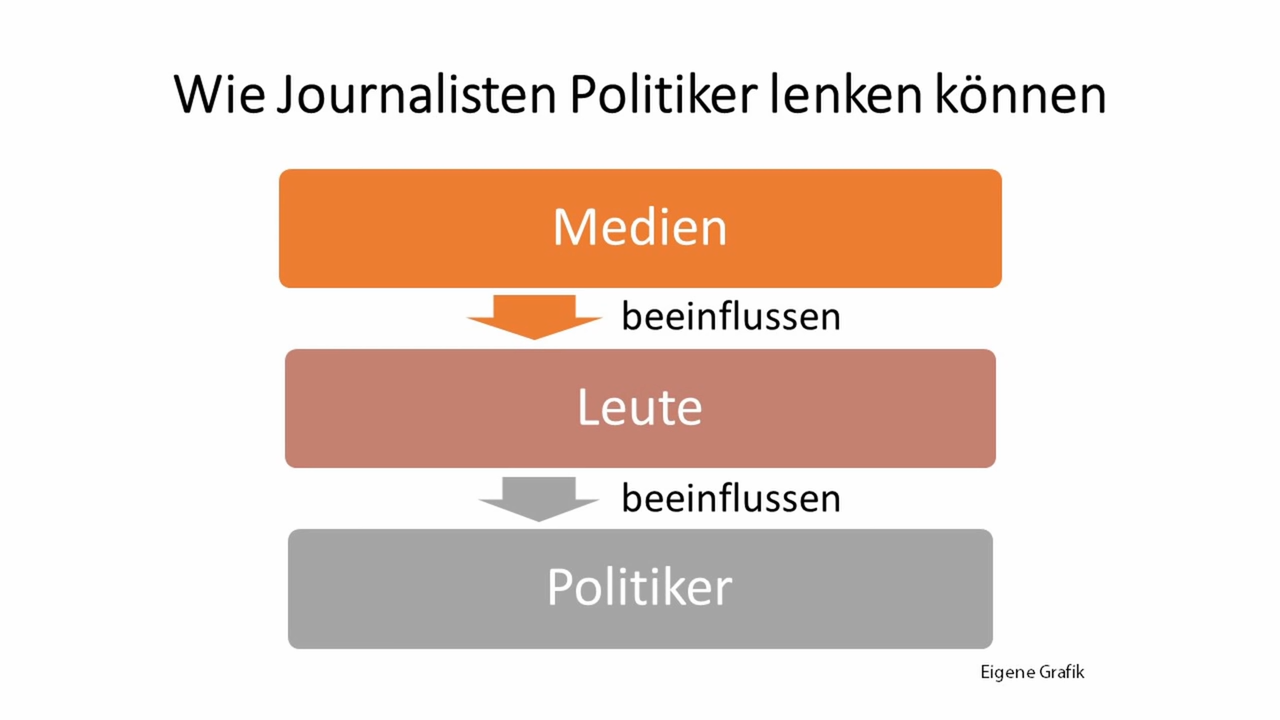 Wie Journalisten Politiker lenken können
Medien
beeinflussen
Leute
beeinflussen
Politiker
Eigene Grafik